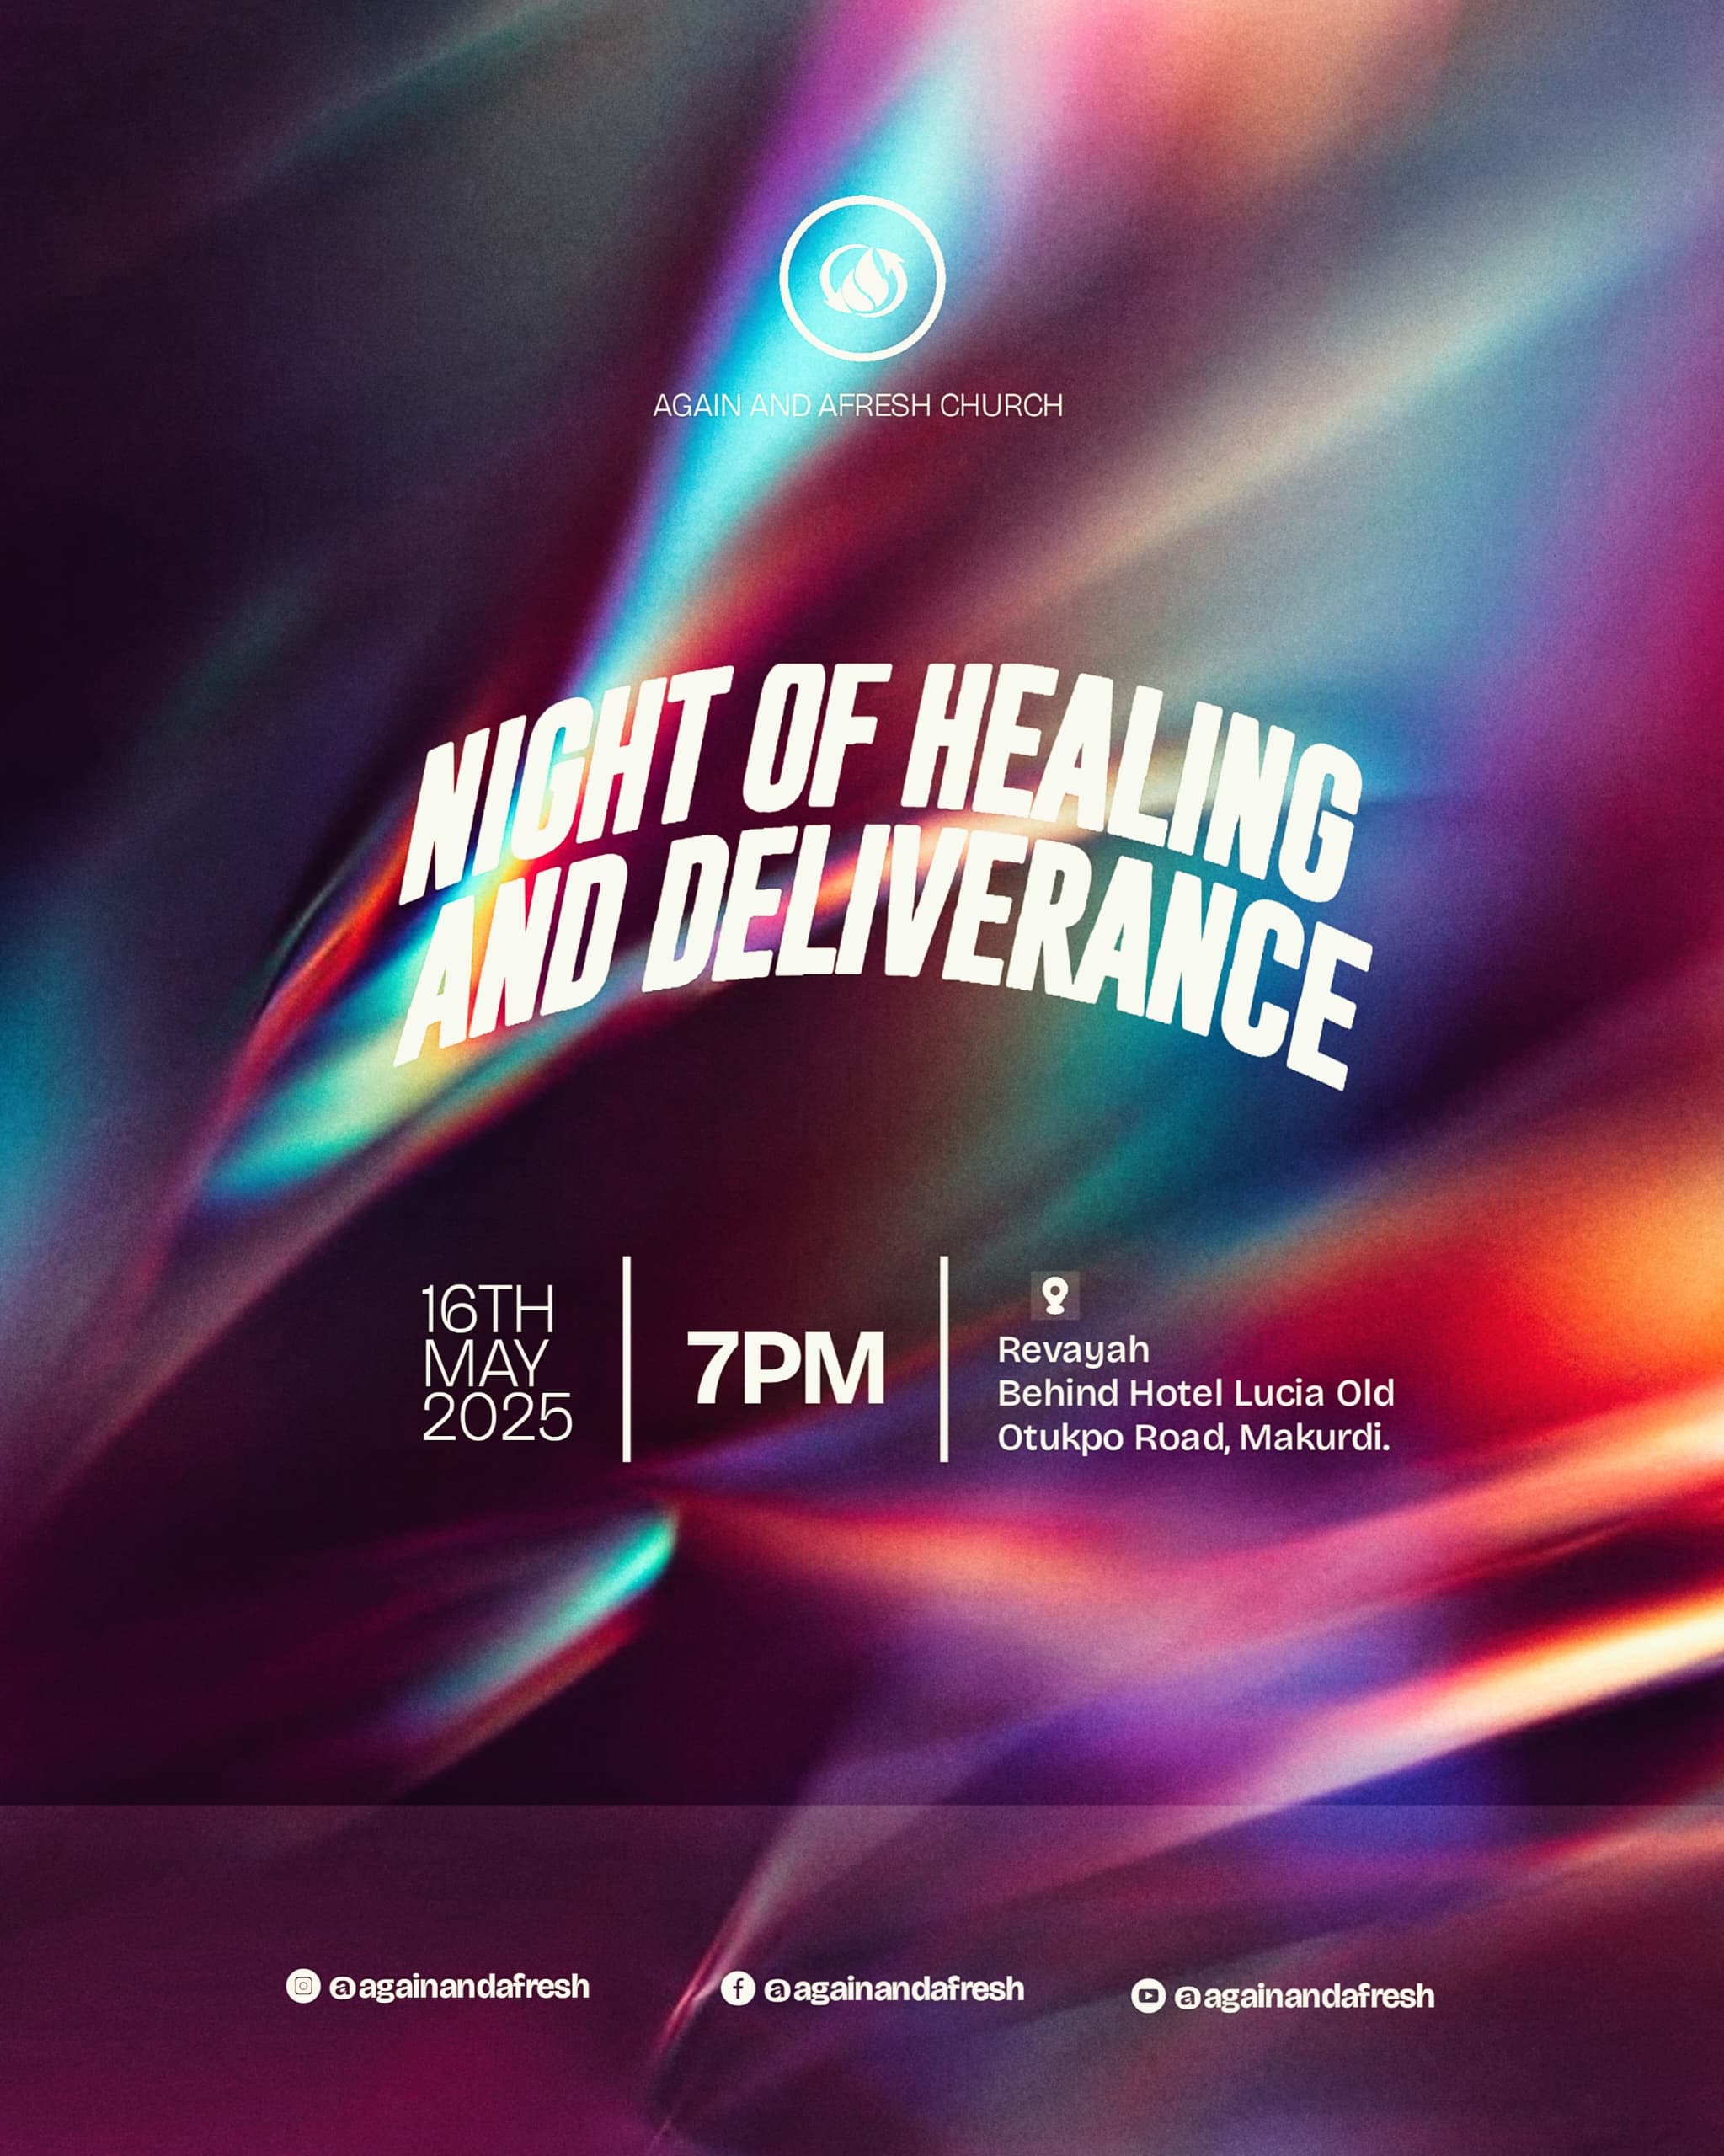 AGAIN AND AFRESH CHURCH
NIGHT OF HEALING
AND DELIVERANCE
16TH
MAY
2025
7PM
Revayah
Behind Hotel Lucia Old
Otukpo Road, Makurdi.
@againandafresh
@againandafresh
@againandafresh